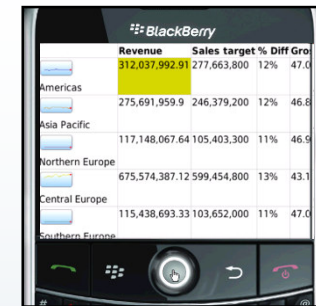 BlackBerry
Revenue Sales target % Diff Gros
312,037,992.91 277,663,800 12% 47.0
Americas
275,691,959.9 246,379,200 12% 46.8
Asia Pacific
117,148,067.64 105,403,300 11% 46.9
Northern Europe
675,574,387.12 599,454,800 13% 43.1
Central Europe
115,438,693.33 103,652,000 11% 47.0
Southern Europe
# @